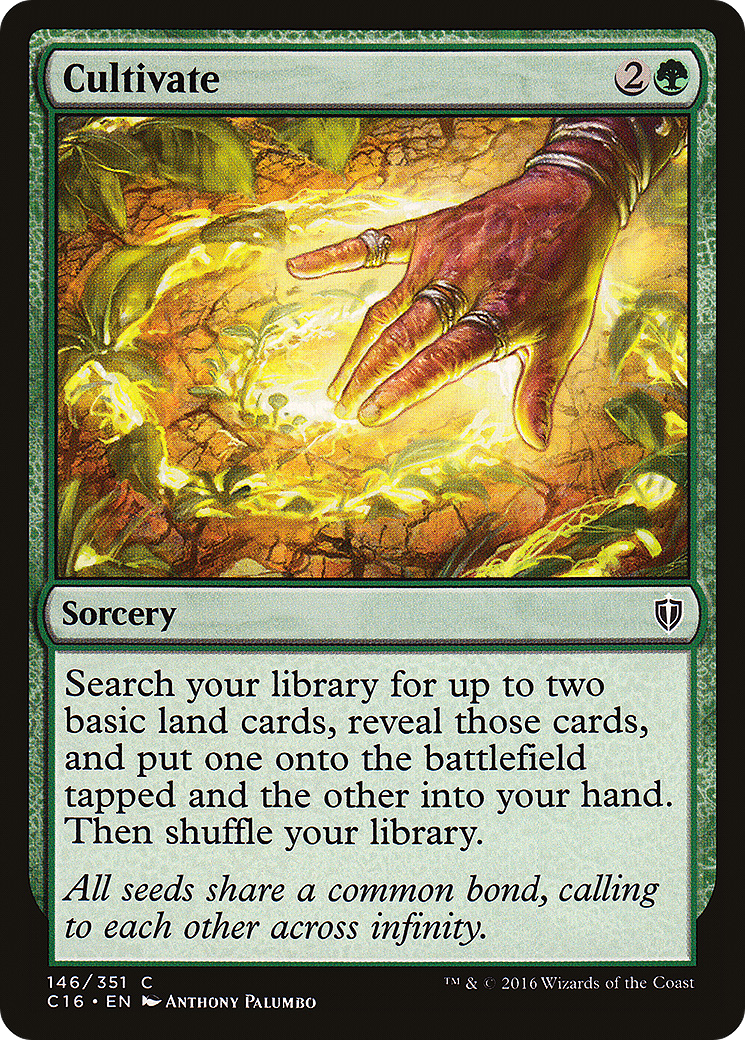 Cultivate 2
Sorcery
Search your library for up to two
basic land cards, reveal those cards,
and put one onto the battlefield
tapped and the other into your hand.
Then shuffle your library.
All seeds share a common bond, calling
to each other across infinity.
146/351 C
™ & © 2016 Wizards of the Coast
C16 • EN Anthony Palumbo